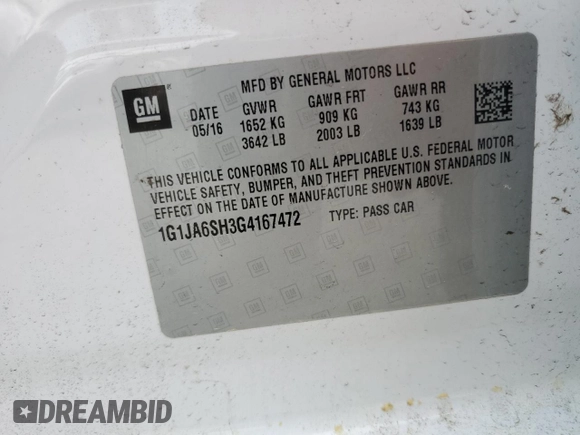 MFD BY GENERAL MOTORS LLC
GM
DATE GVWR GAWR FRT GAWR RR
05/16 1652 KG 909 KG 743 KG
3642 LB 2003 LB 1639 LB
THIS VEHICLE CONFORMS TO ALL APPLICABLE U.S. FEDERAL MOTOR
VEHICLE SAFETY, BUMPER, AND THEFT PREVENTION STANDARDS IN
EFFECT ON THE DATE OF MANUFACTURE SHOWN ABOVE.
1G1JA6SH3G4167472 TYPE: PASS CAR
DREAMBID